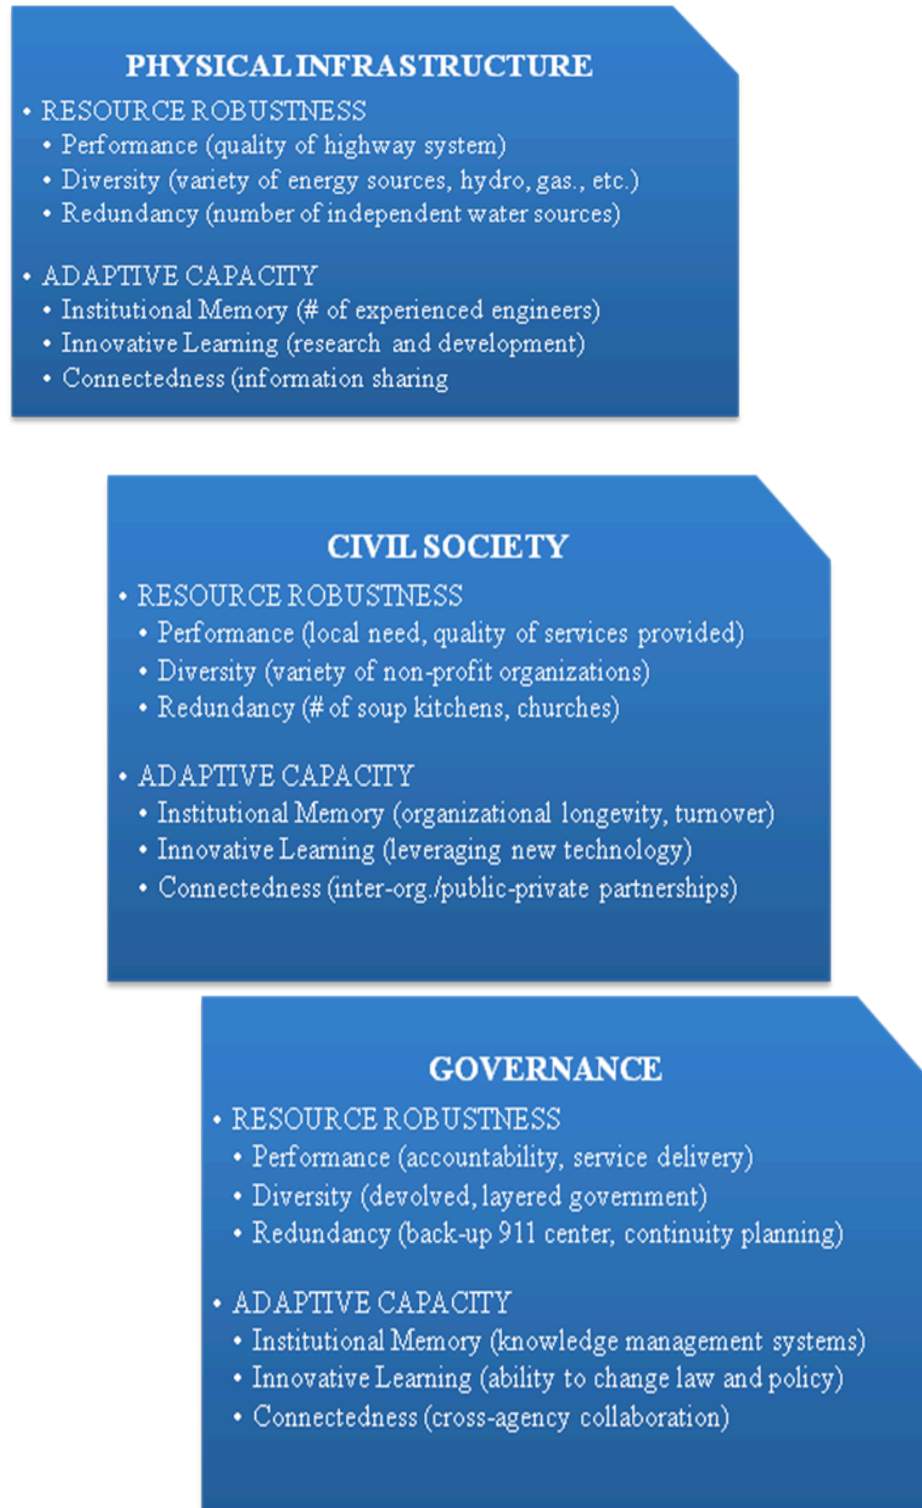 PHYSICAL INFRASTRUCTURE
• RESOURCE ROBUSTNESS
• Performance (quality of highway system)
• Diversity (variety of energy sources, hydro, gas., etc.)
• Redundancy (number of independent water sources)
• ADAPTIVE CAPACITY
• Institutional Memory (# of experienced engineers)
• Innovative Learning (research and development)
• Connectedness (information sharing
CIVIL SOCIETY
• RESOURCE ROBUSTNESS
• Performance (local need, quality of services provided)
• Diversity (variety of non-profit organizations)
• Redundancy (# of soup kitchens, churches)
• ADAPTIVE CAPACITY
• Institutional Memory (organizational longevity, turnover)
• Innovative Learning (leveraging new technology)
• Connectedness (inter-org./public-private partnerships)
GOVERNANCE
• RESOURCE ROBUSTNESS
• Performance (accountability, service delivery)
• Diversity (devolved, layered government)
• Redundancy (back-up 911 center, continuity planning)
• ADAPTIVE CAPACITY
• Institutional Memory (knowledge management systems)
• Innovative Learning (ability to change law and policy)
• Connectedness (cross-agency collaboration)